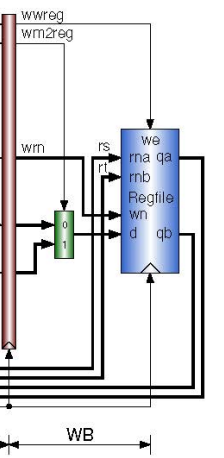 wwreg
wm2reg
we
wrn
rs
rna qa
rt
rnb
Regfile
wn
0
d qb
1
WB